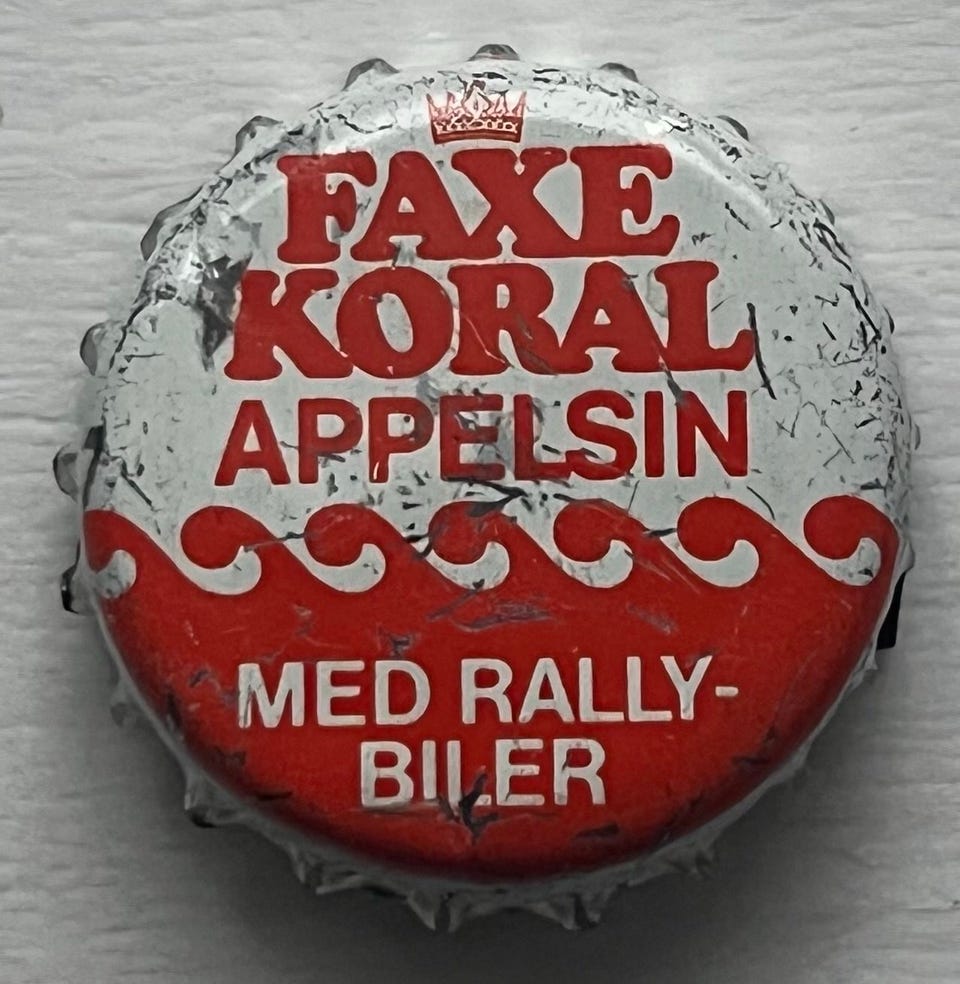 FAXE
KORAL
APPELSIN
MED RALLY-
BILER